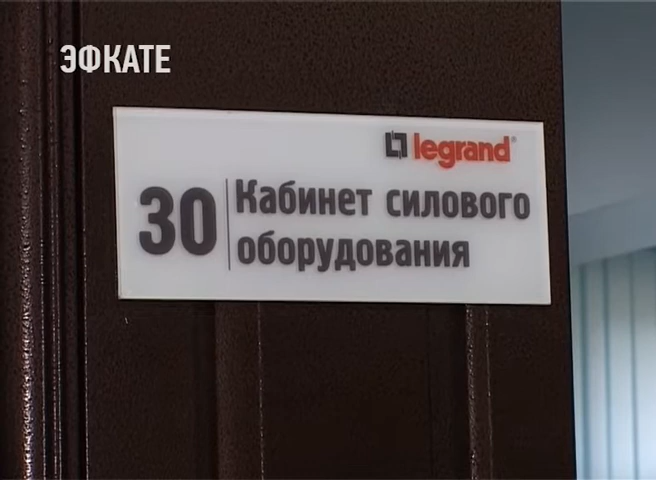 ЭФКАТЕ
legrand®
30
Кабинет силового
оборудования